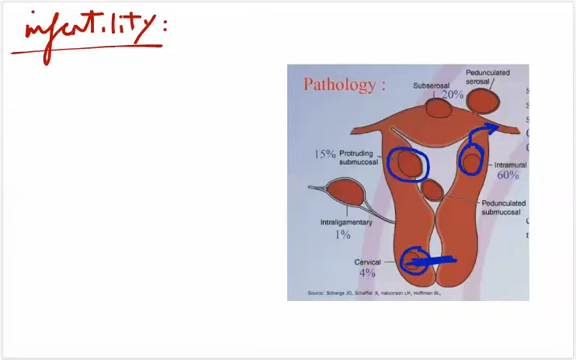 infertility:
Pathology :
Pedunculated
serosal
Subserosal
20%
15% Protruding
submucosal
Intramural
60%
Pedunculated
submucosal
Intraligamentary
1%
Cervical
4%